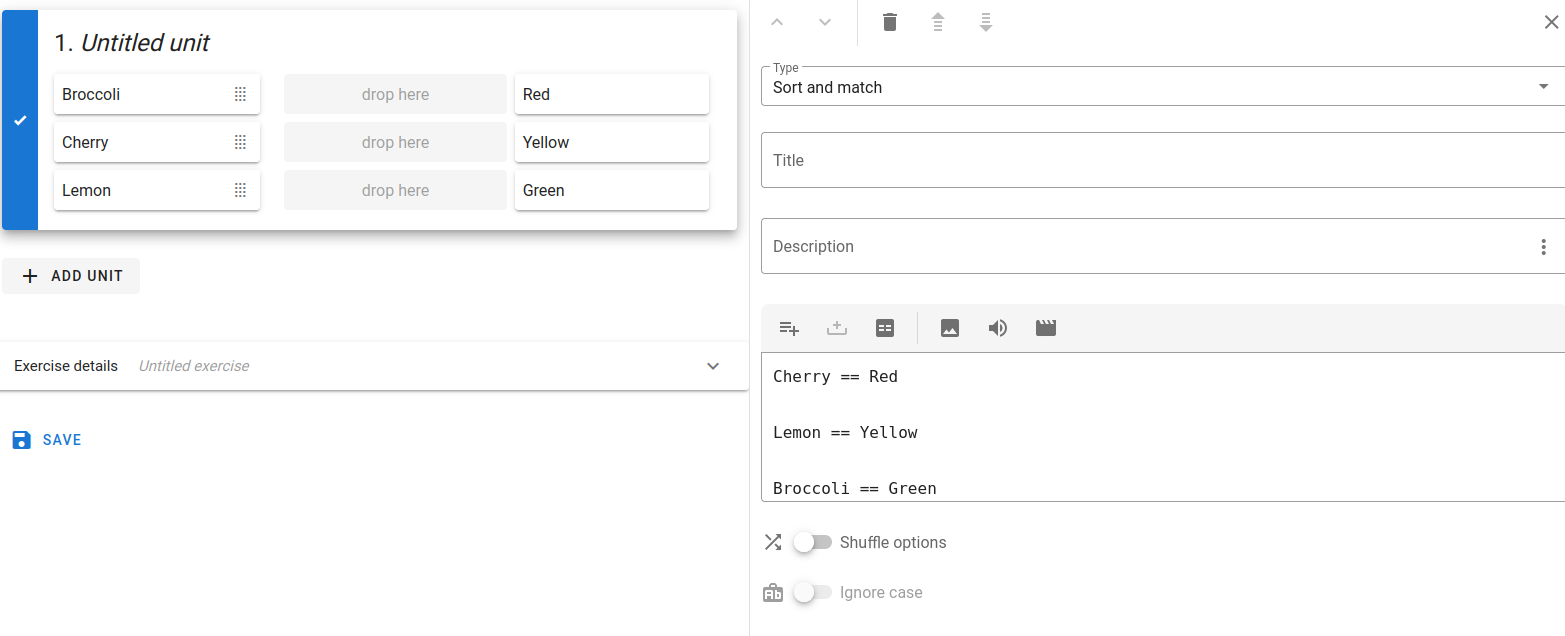 1. Untitled unit
Broccoli drop here Red
Cherry drop here Yellow
Lemon drop here Green
ADD UNIT
Exercise details Untitled exercise
SAVE
Type
Sort and match
Title
Description
Cherry == Red
Lemon == Yellow
Broccoli == Green
Shuffle options
Ab Ignore case